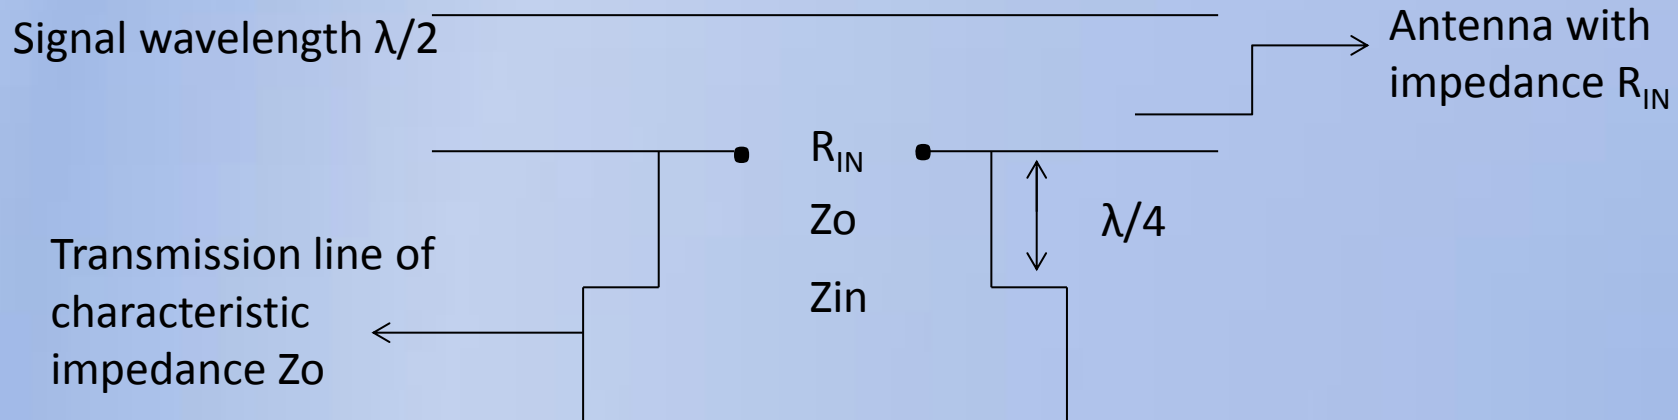 Signal wavelength λ/2
Antenna with
impedance R_IN
R_IN
Zo
λ/4
Zin
Transmission line of
characteristic
impedance Zo